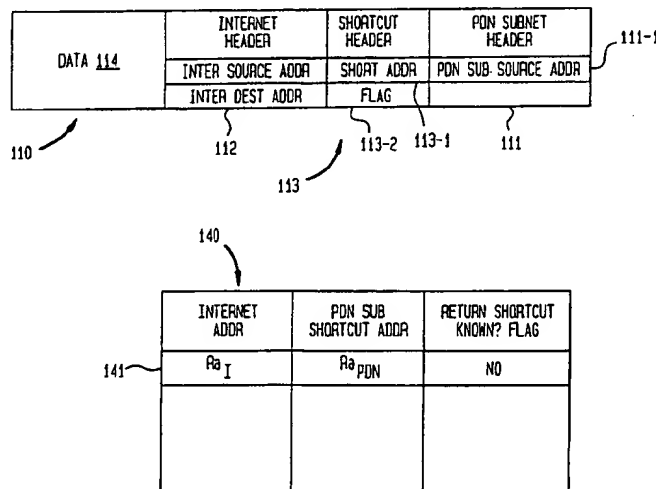 DATA 114
INTERNET HEADER
SHORTCUT HEADER
PDN SUBNET HEADER
INTER SOURCE ADDR
SHORT ADDR
PDN SUB-SOURCE ADDR
111-1
INTER DEST ADDR
FLAG
110
112
113
113-2
113-1
111
140
INTERNET ADDR
PDN SUB SHORTCUT ADDR
RETURN SHORTCUT KNOWN? FLAG
141
Ra I
Ra PDN
NO